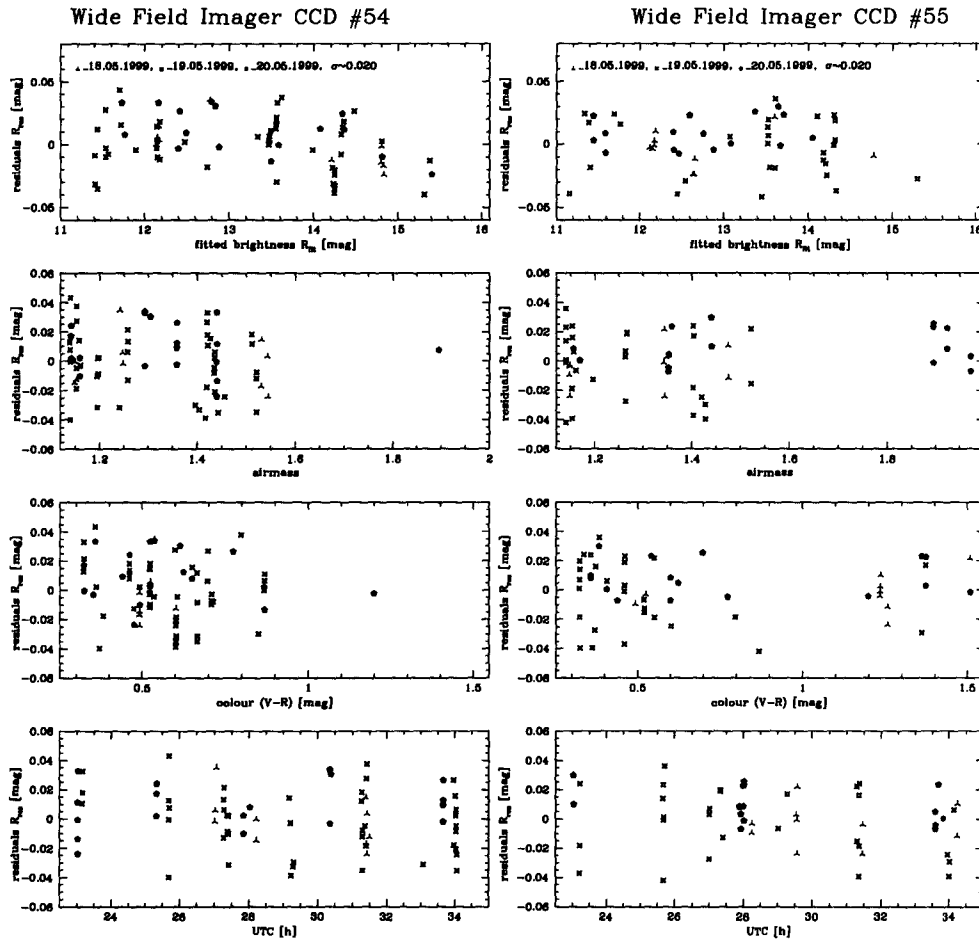 Wide Field Imager CCD #54
Wide Field Imager CCD #55
-18.05.1999, -19.05.1999, -20.05.1999, σ~0.020
-18.05.1999, -19.05.1999, -20.05.1999, σ~0.020
residuals R_res [mag]
0.05
0
-0.05
11 12 13 14 15 16
fitted brightness R_m [mag]
residuals R_res [mag]
0.05
0
-0.05
11 12 13 14 15 16
fitted brightness R_m [mag]
residuals R_res [mag]
0.06
0.04
0.02
0
-0.02
-0.04
-0.06
1.2 1.4 1.6 1.8 2
airmass
residuals R_res [mag]
0.06
0.04
0.02
0
-0.02
-0.04
-0.06
1.2 1.4 1.6 1.8
airmass
residuals R_res [mag]
0.06
0.04
0.02
0
-0.02
-0.04
-0.06
0.5 1 1.5
colour (V-R) [mag]
residuals R_res [mag]
0.06
0.04
0.02
0
-0.02
-0.04
-0.06
0.5 1 1.5
colour (V-R) [mag]
residuals R_res [mag]
0.06
0.04
0.02
0
-0.02
-0.04
-0.06
24 26 28 30 32 34
UTC [h]
residuals R_res [mag]
0.06
0.04
0.02
0
-0.02
-0.04
-0.06
24 26 28 30 32 34
UTC [h]